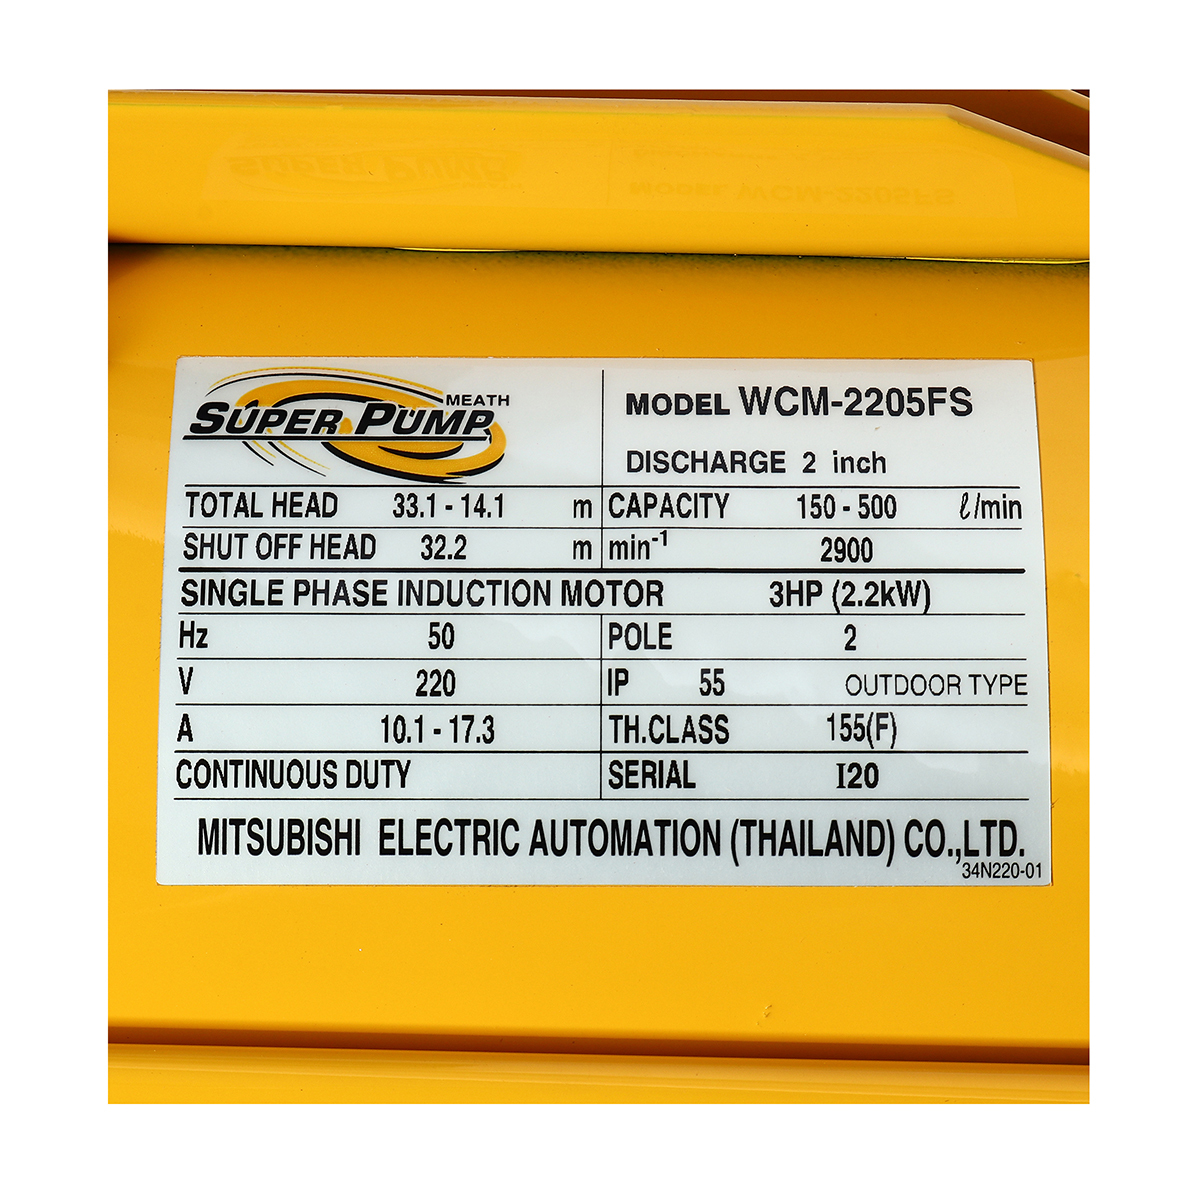 MEATH
SUPER PUMP
MODEL WCM-2205FS
DISCHARGE 2 inch
TOTAL HEAD 33.1 - 14.1 m CAPACITY 150 - 500 ℓ/min
SHUT OFF HEAD 32.2 m min-1 2900
SINGLE PHASE INDUCTION MOTOR 3HP (2.2kW)
Hz 50 POLE 2
V 220 IP 55 OUTDOOR TYPE
A 10.1 - 17.3 TH.CLASS 155(F)
CONTINUOUS DUTY SERIAL I20
MITSUBISHI ELECTRIC AUTOMATION (THAILAND) CO.,LTD.
34N220-01